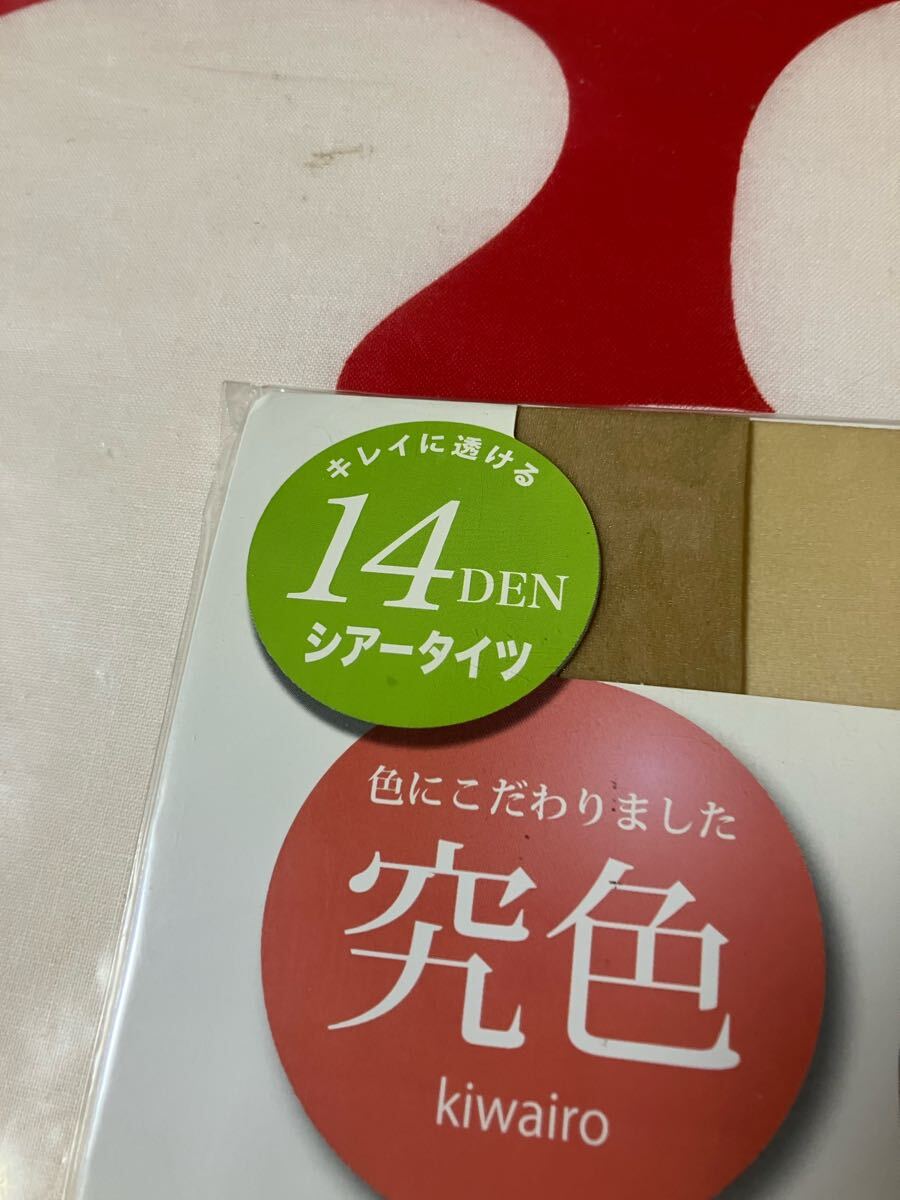 キレイに透ける
14DEN
シアータイツ
色にこだわりました
究色
kiwairo